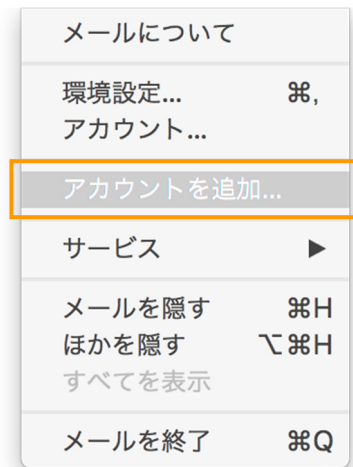 メールについて
環境設定... ⌘,
アカウント...
アカウントを追加...
サービス ▶
メールを隠す ⌘H
ほかを隠す ⌥⌘H
すべてを表示
メールを終了 ⌘Q